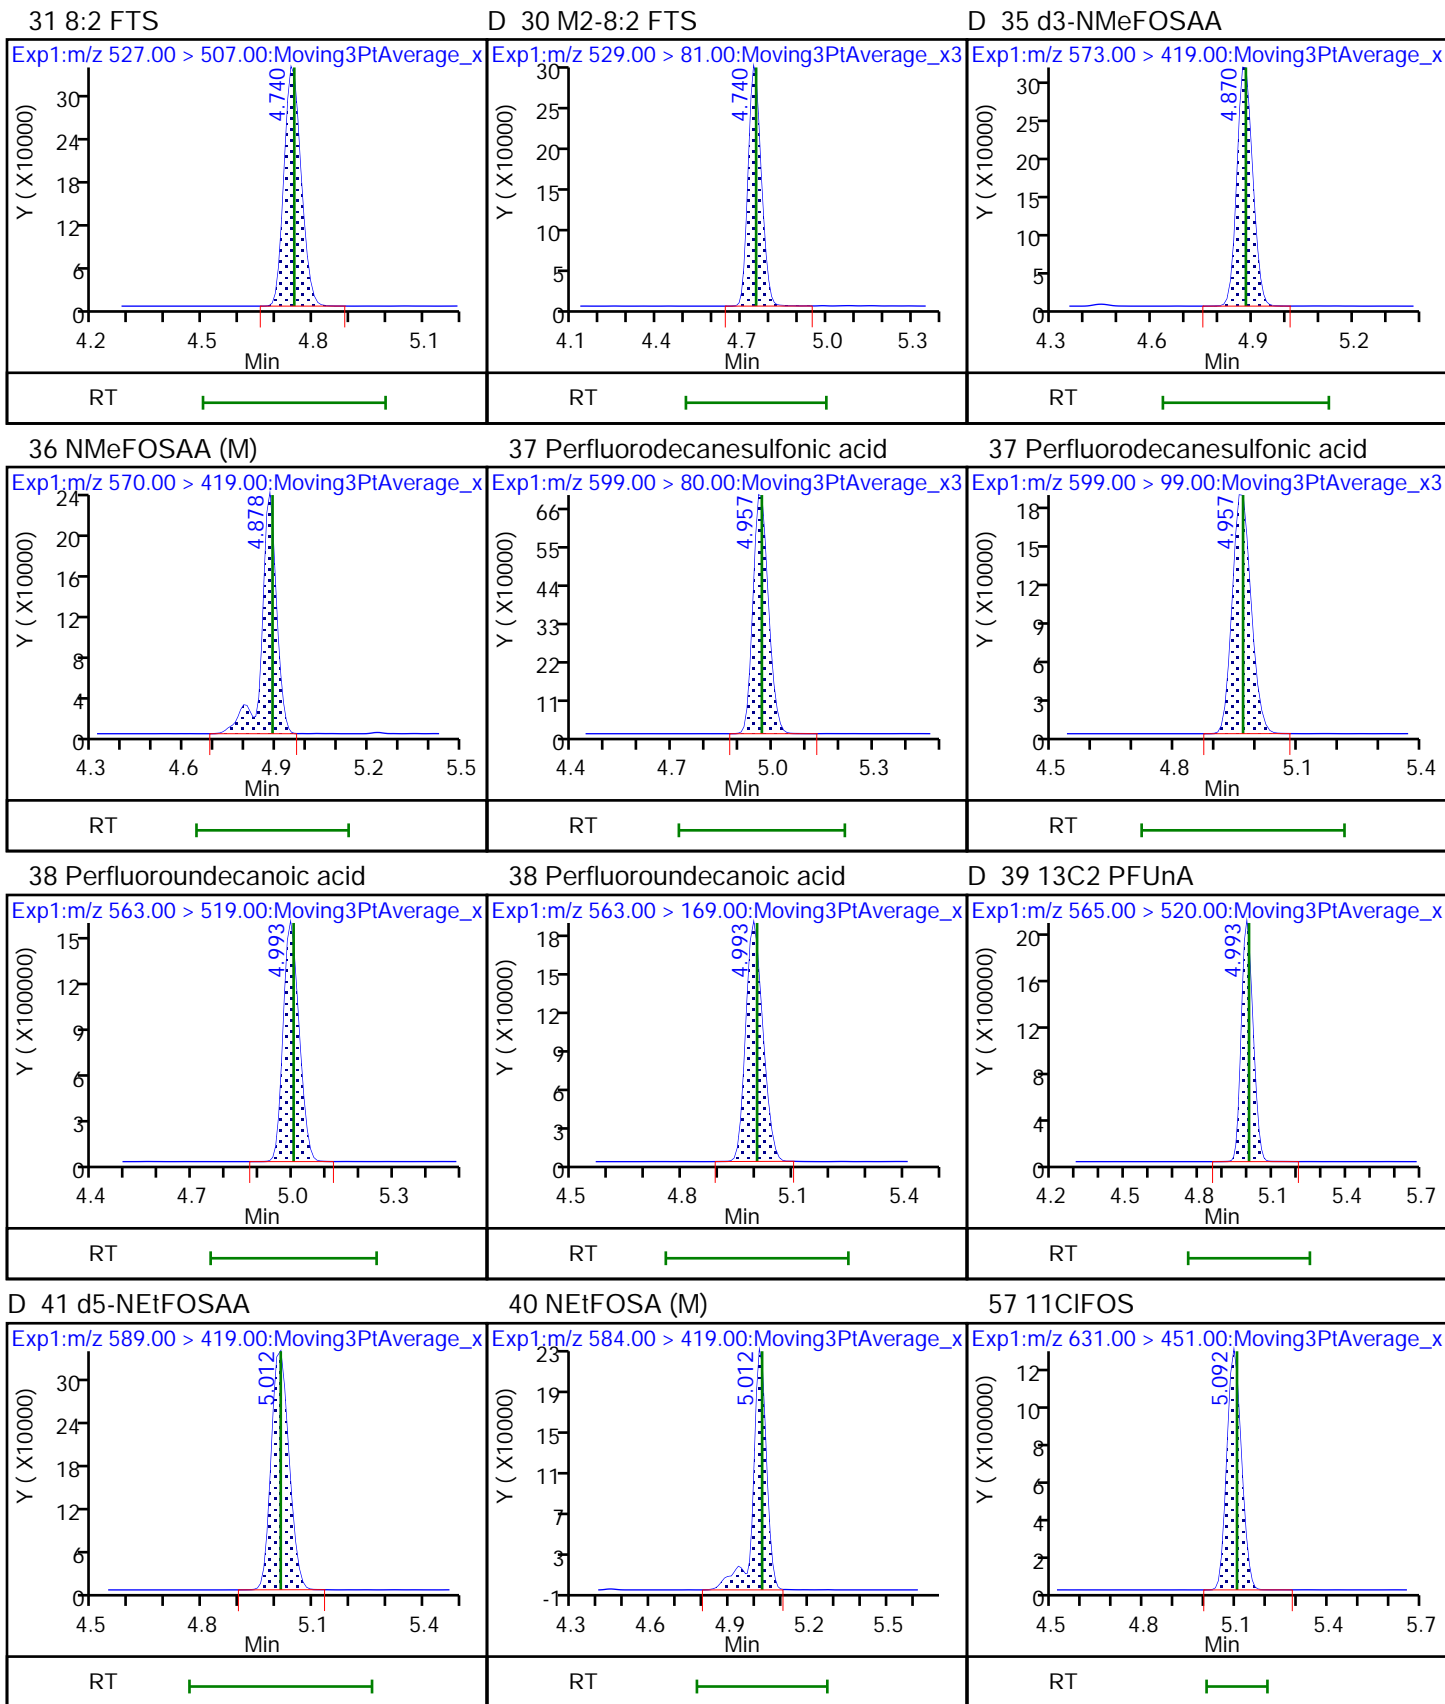 31 8:2 FTS
Exp1:m/z 527.00 > 507.00:Moving3PtAverage_x
4.740
Y ( X10000)
30
24
18
12
6
0
4.2 4.5 4.8 5.1
Min
RT
D 30 M2-8:2 FTS
Exp1:m/z 529.00 > 81.00:Moving3PtAverage_x3
4.740
Y ( X10000)
30
25
20
15
10
5
0
4.1 4.4 4.7 5.0 5.3
Min
RT
D 35 d3-NMeFOSAA
Exp1:m/z 573.00 > 419.00:Moving3PtAverage_x
4.870
Y ( X10000)
30
25
20
15
10
5
0
4.3 4.6 4.9 5.2
Min
RT
36 NMeFOSAA (M)
Exp1:m/z 570.00 > 419.00:Moving3PtAverage_x
4.878
Y ( X10000)
24
20
16
12
8
4
0
4.3 4.6 4.9 5.2 5.5
Min
RT
37 Perfluorodecanesulfonic acid
Exp1:m/z 599.00 > 80.00:Moving3PtAverage_x3
4.957
Y ( X10000)
66
55
44
33
22
11
0
4.4 4.7 5.0 5.3
Min
RT
37 Perfluorodecanesulfonic acid
Exp1:m/z 599.00 > 99.00:Moving3PtAverage_x3
4.957
Y ( X10000)
18
15
12
9
6
3
0
4.5 4.8 5.1 5.4
Min
RT
38 Perfluoroundecanoic acid
Exp1:m/z 563.00 > 519.00:Moving3PtAverage_x
4.993
Y ( X100000)
15
12
9
6
3
0
4.4 4.7 5.0 5.3
Min
RT
38 Perfluoroundecanoic acid
Exp1:m/z 563.00 > 169.00:Moving3PtAverage_x
4.993
Y ( X10000)
18
15
12
9
6
3
0
4.5 4.8 5.1 5.4
Min
RT
D 39 13C2 PFUnA
Exp1:m/z 565.00 > 520.00:Moving3PtAverage_x
4.993
Y ( X100000)
20
16
12
8
4
0
4.2 4.5 4.8 5.1 5.4 5.7
Min
RT
D 41 d5-NEtFOSAA
Exp1:m/z 589.00 > 419.00:Moving3PtAverage_x
5.012
Y ( X100000)
30
24
18
12
6
0
4.5 4.8 5.1 5.4
Min
RT
40 NEtFOSA (M)
Exp1:m/z 584.00 > 419.00:Moving3PtAverage_x
5.012
Y ( X10000)
23
19
15
11
7
3
-1
4.3 4.6 4.9 5.2 5.5
Min
RT
57 11ClFOS
Exp1:m/z 631.00 > 451.00:Moving3PtAverage_x
5.092
Y ( X100000)
12
10
8
6
4
2
0
4.5 4.8 5.1 5.4 5.7
Min
RT